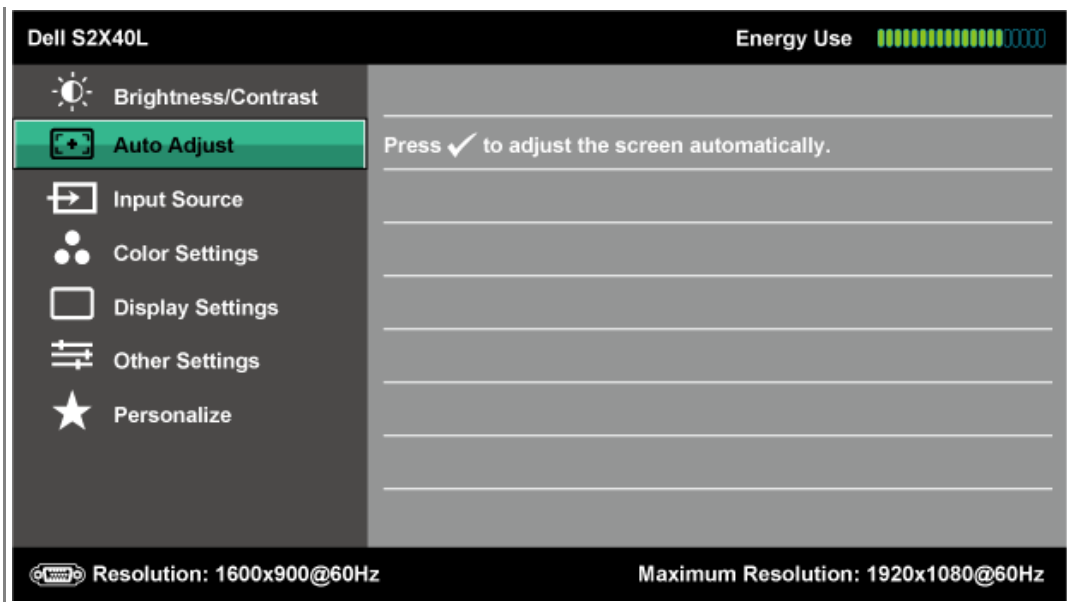 Dell S2X40L Energy Use
Brightness/Contrast
Auto Adjust Press ✓ to adjust the screen automatically.
Input Source
Color Settings
Display Settings
Other Settings
Personalize
Resolution: 1600x900@60Hz Maximum Resolution: 1920x1080@60Hz